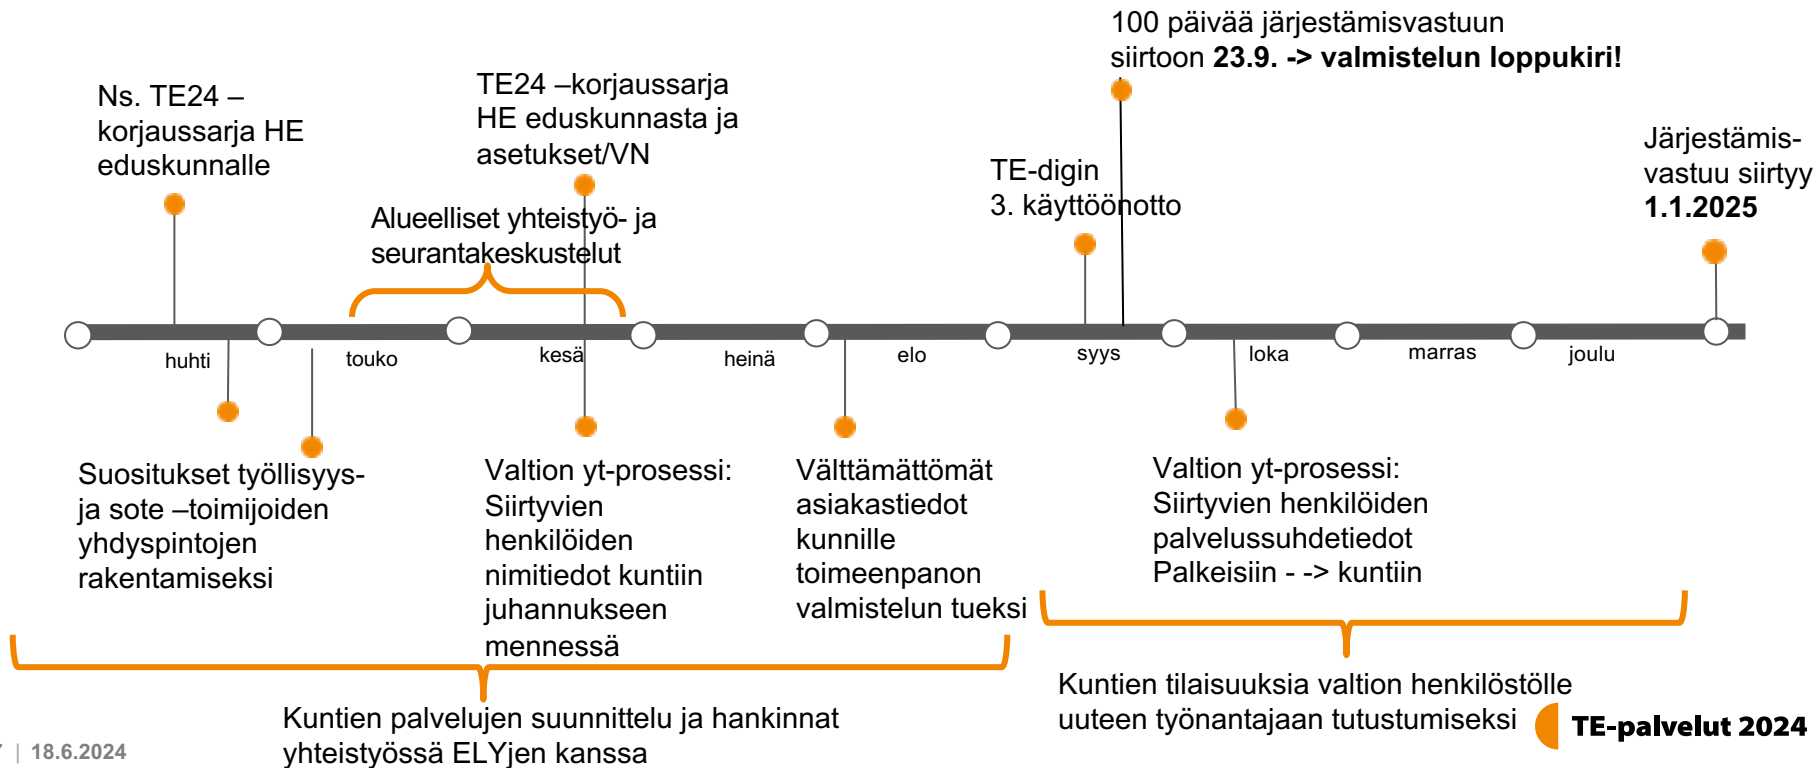 100 päivää järjestämisvastuun
siirtoon 23.9. -> valmistelun loppukiri!
Ns. TE24 –
korjaussarja HE
eduskunnalle
TE24 –korjaussarja
HE eduskunnasta ja
asetukset/VN
Alueelliset yhteistyö- ja
seurantakeskustelut
TE-digin
3. käyttöönotto
Järjestämis-
vastuu siirtyy
1.1.2025
huhti
touko
kesä
heinä
elo
syys
loka
marras
joulu
Suositukset työllisyys-
ja sote –toimijoiden
yhdyspintojen
rakentamiseksi
Valtion yt-prosessi:
Siirtyvien
henkilöiden
nimitiedot kuntiin
juhannukseen
mennessä
Välttämättömät
asiakastiedot
kunnille
toimeenpanon
valmistelun tueksi
Valtion yt-prosessi:
Siirtyvien henkilöiden
palvelussuhdetiedot
Palkeisiin - -> kuntiin
Kuntien palvelujen suunnittelu ja hankinnat
yhteistyössä ELYjen kanssa
Kuntien tilaisuuksia valtion henkilöstölle
uuteen työnantajaan tutustumiseksi
TE-palvelut 2024
| 18.6.2024